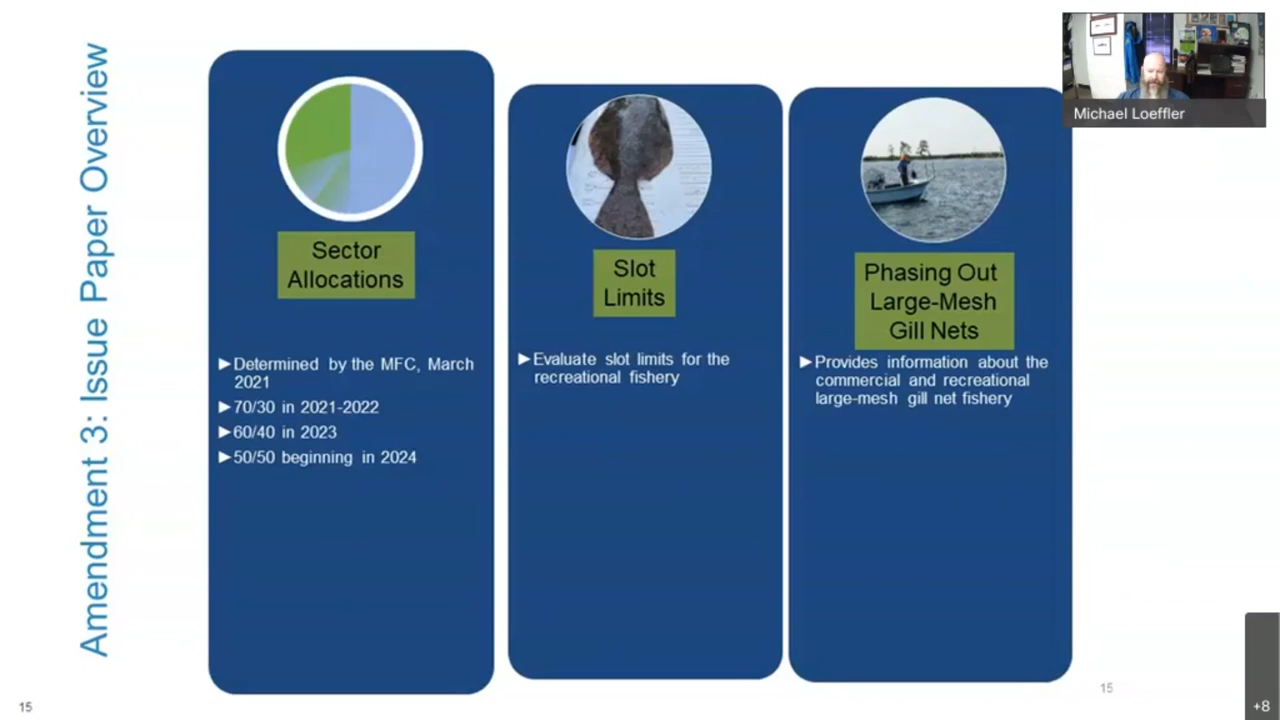 Amendment 3: Issue Paper Overview
Sector
Allocations
►Determined by the MFC, March
2021
►70/30 in 2021-2022
►60/40 in 2023
►50/50 beginning in 2024
Slot
Limits
►Evaluate slot limits for the
recreational fishery
Phasing Out
Large-Mesh
Gill Nets
►Provides information about the
commercial and recreational
large-mesh gill net fishery
Michael Loeffler
15
15
+8